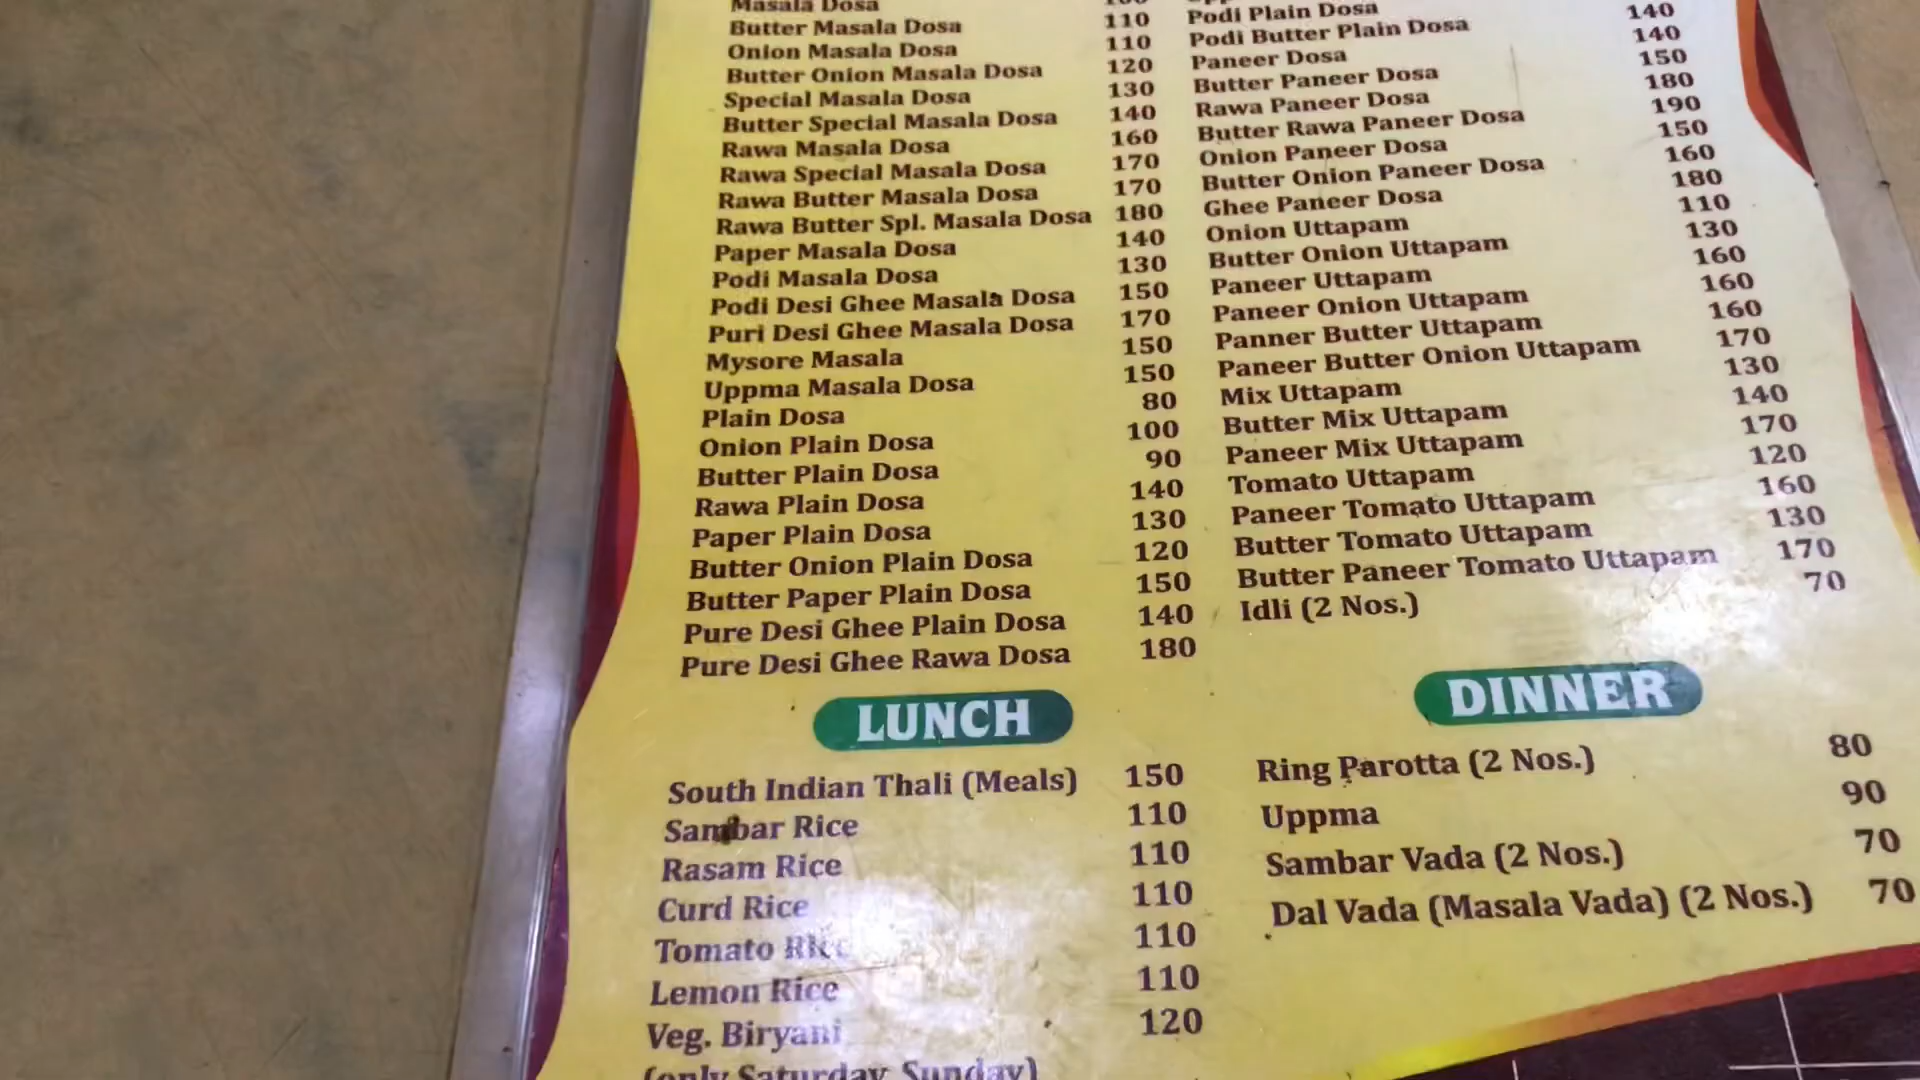 Masala Dosa
Butter Masala Dosa 110
Onion Masala Dosa 110
Butter Onion Masala Dosa 120
Special Masala Dosa 130
Butter Special Masala Dosa 140
Rawa Masala Dosa 160
Rawa Special Masala Dosa 170
Rawa Butter Masala Dosa 170
Rawa Butter Spl. Masala Dosa 180
Paper Masala Dosa 140
Podi Masala Dosa 130
Podi Desi Ghee Masala Dosa 150
Puri Desi Ghee Masala Dosa 170
Mysore Masala 150
Uppma Masala Dosa 150
Plain Dosa 80
Onion Plain Dosa 100
Butter Plain Dosa 90
Rawa Plain Dosa 140
Paper Plain Dosa 130
Butter Onion Plain Dosa 120
Butter Paper Plain Dosa 150
Pure Desi Ghee Plain Dosa 140
Pure Desi Ghee Rawa Dosa 180
Podi Plain Dosa
Podi Butter Plain Dosa 140
Paneer Dosa 140
Butter Paneer Dosa 150
Rawa Paneer Dosa 180
Butter Rawa Paneer Dosa 190
Onion Paneer Dosa 150
Butter Onion Paneer Dosa 160
Ghee Paneer Dosa 180
Onion Uttapam 110
Butter Onion Uttapam 130
Paneer Uttapam 160
Paneer Onion Uttapam 160
Panner Butter Uttapam 160
Paneer Butter Onion Uttapam 170
Mix Uttapam 130
Butter Mix Uttapam 140
Paneer Mix Uttapam 170
Tomato Uttapam 120
Paneer Tomato Uttapam 160
Butter Tomato Uttapam 130
Butter Paneer Tomato Uttapam 170
Idli (2 Nos.) 70
LUNCH
South Indian Thali (Meals) 150
Sambar Rice 110
Rasam Rice 110
Curd Rice 110
Tomato Rice 110
Lemon Rice 110
Veg. Biryani 120
(only Saturday Sunday)
DINNER
Ring Parotta (2 Nos.) 80
Uppma 90
Sambar Vada (2 Nos.) 70
Dal Vada (Masala Vada) (2 Nos.) 70